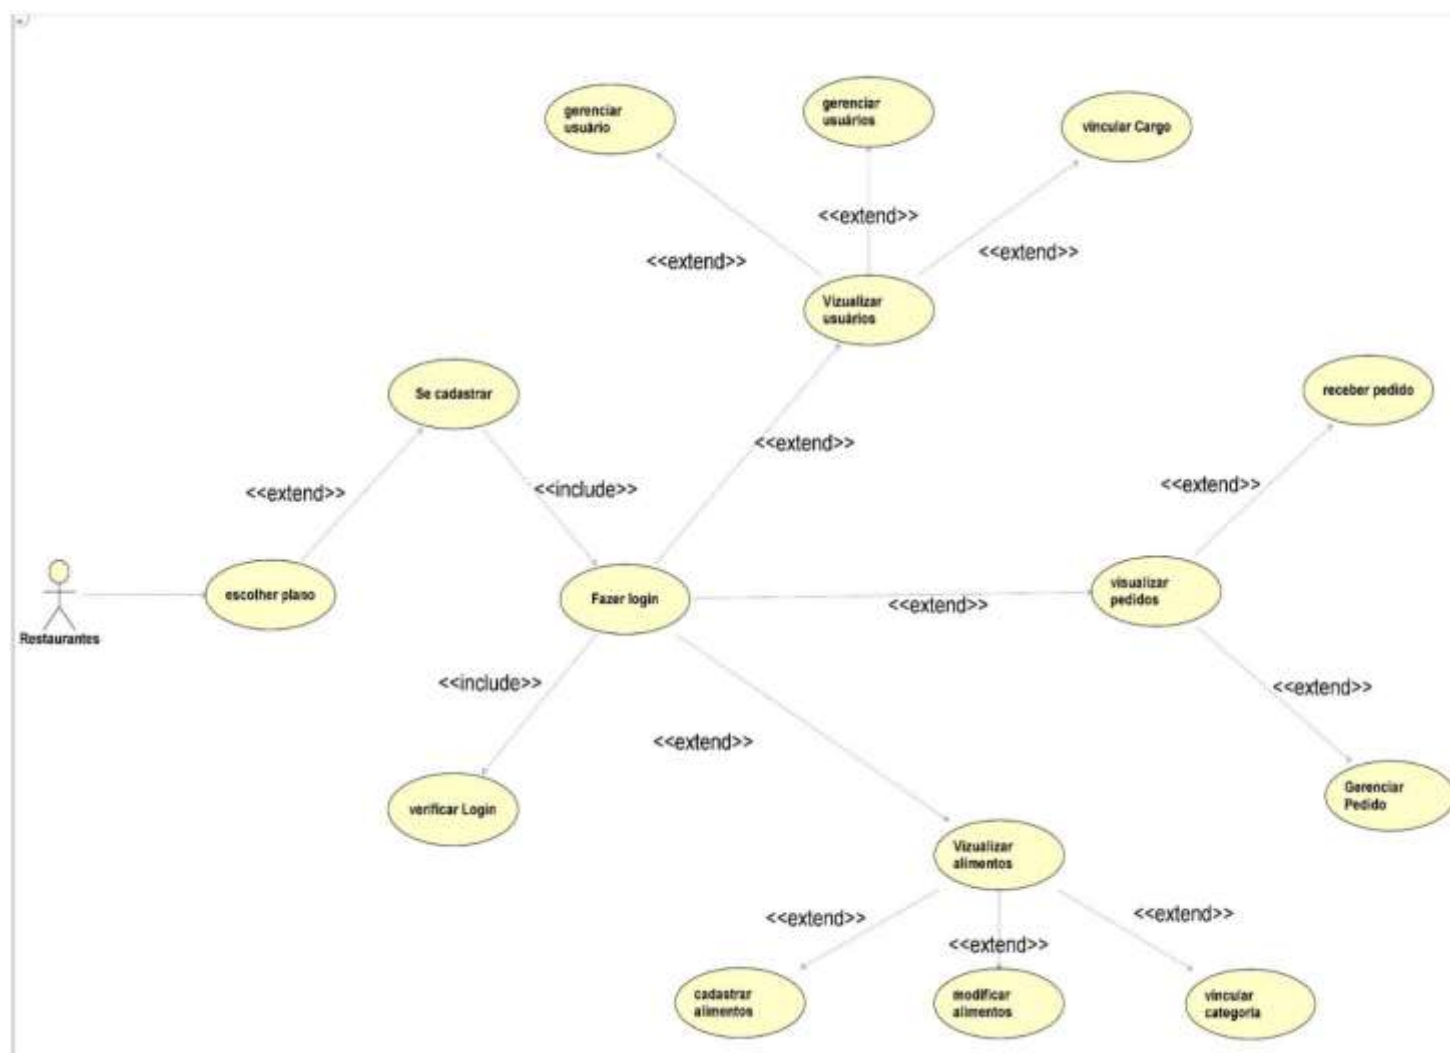 gerenciar
usuário
gerenciar
usuários
vincular Cargo
<<extend>>
<<extend>>
<<extend>>
Vizualizar
usuários
Se cadastrar
receber pedido
<<extend>>
<<extend>>
<<include>>
<<extend>>
escolher plano
Fazer login
visualizar
pedidos
<<extend>>
Restaurantes
<<include>>
<<extend>>
<<extend>>
verificar Login
Gerenciar
Pedido
Vizualizar
alimentos
<<extend>>
<<extend>>
<<extend>>
cadastrar
alimentos
modificar
alimentos
vincular
categoria